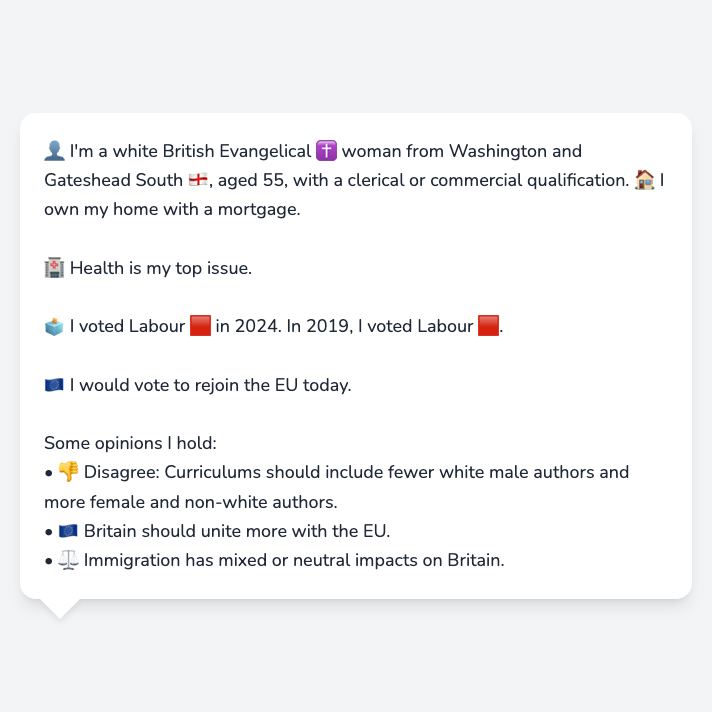 👤 I'm a white British Evangelical ✝️ woman from Washington and
Gateshead South 🏴󠁧󠁢󠁥󠁮󠁧󠁿, aged 55, with a clerical or commercial qualification. 🏠 I
own my home with a mortgage.
🏥 Health is my top issue.
🗳️ I voted Labour 🟥 in 2024. In 2019, I voted Labour 🟥.
🇪🇺 I would vote to rejoin the EU today.
Some opinions I hold:
• 👎 Disagree: Curriculums should include fewer white male authors and
more female and non-white authors.
• 🇪🇺 Britain should unite more with the EU.
• ⚖️ Immigration has mixed or neutral impacts on Britain.